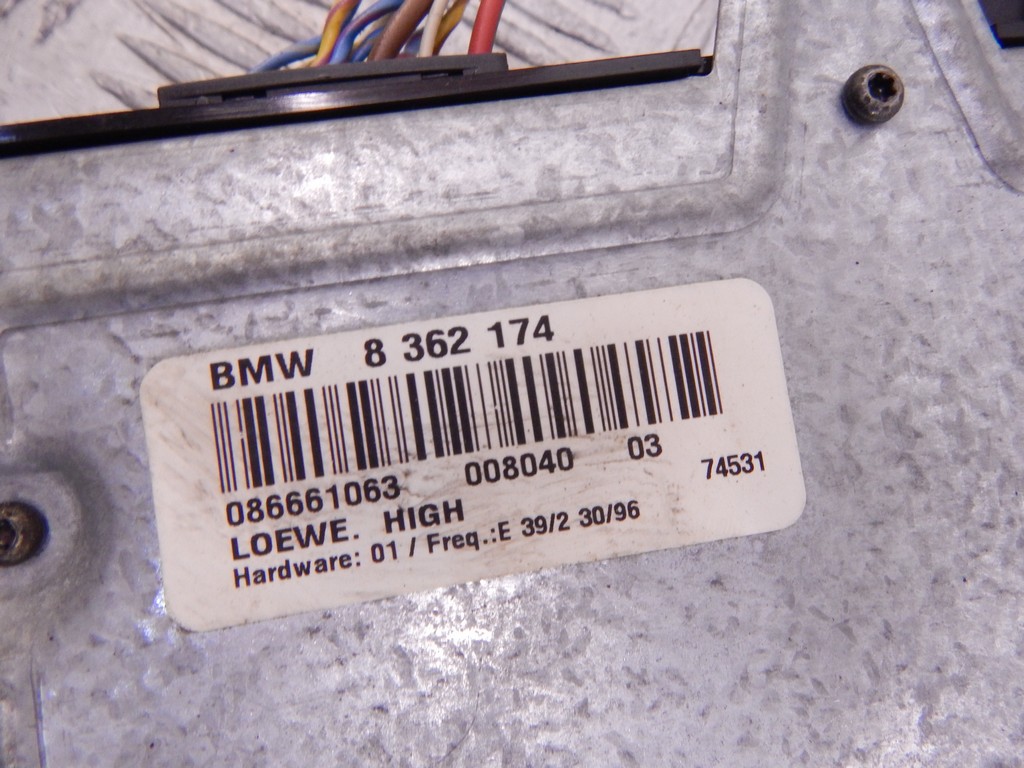 BMW 8 362 174
086661063 008040 03 74531
LOEWE. HIGH
Hardware: 01 / Freq.:E 39/2 30/96